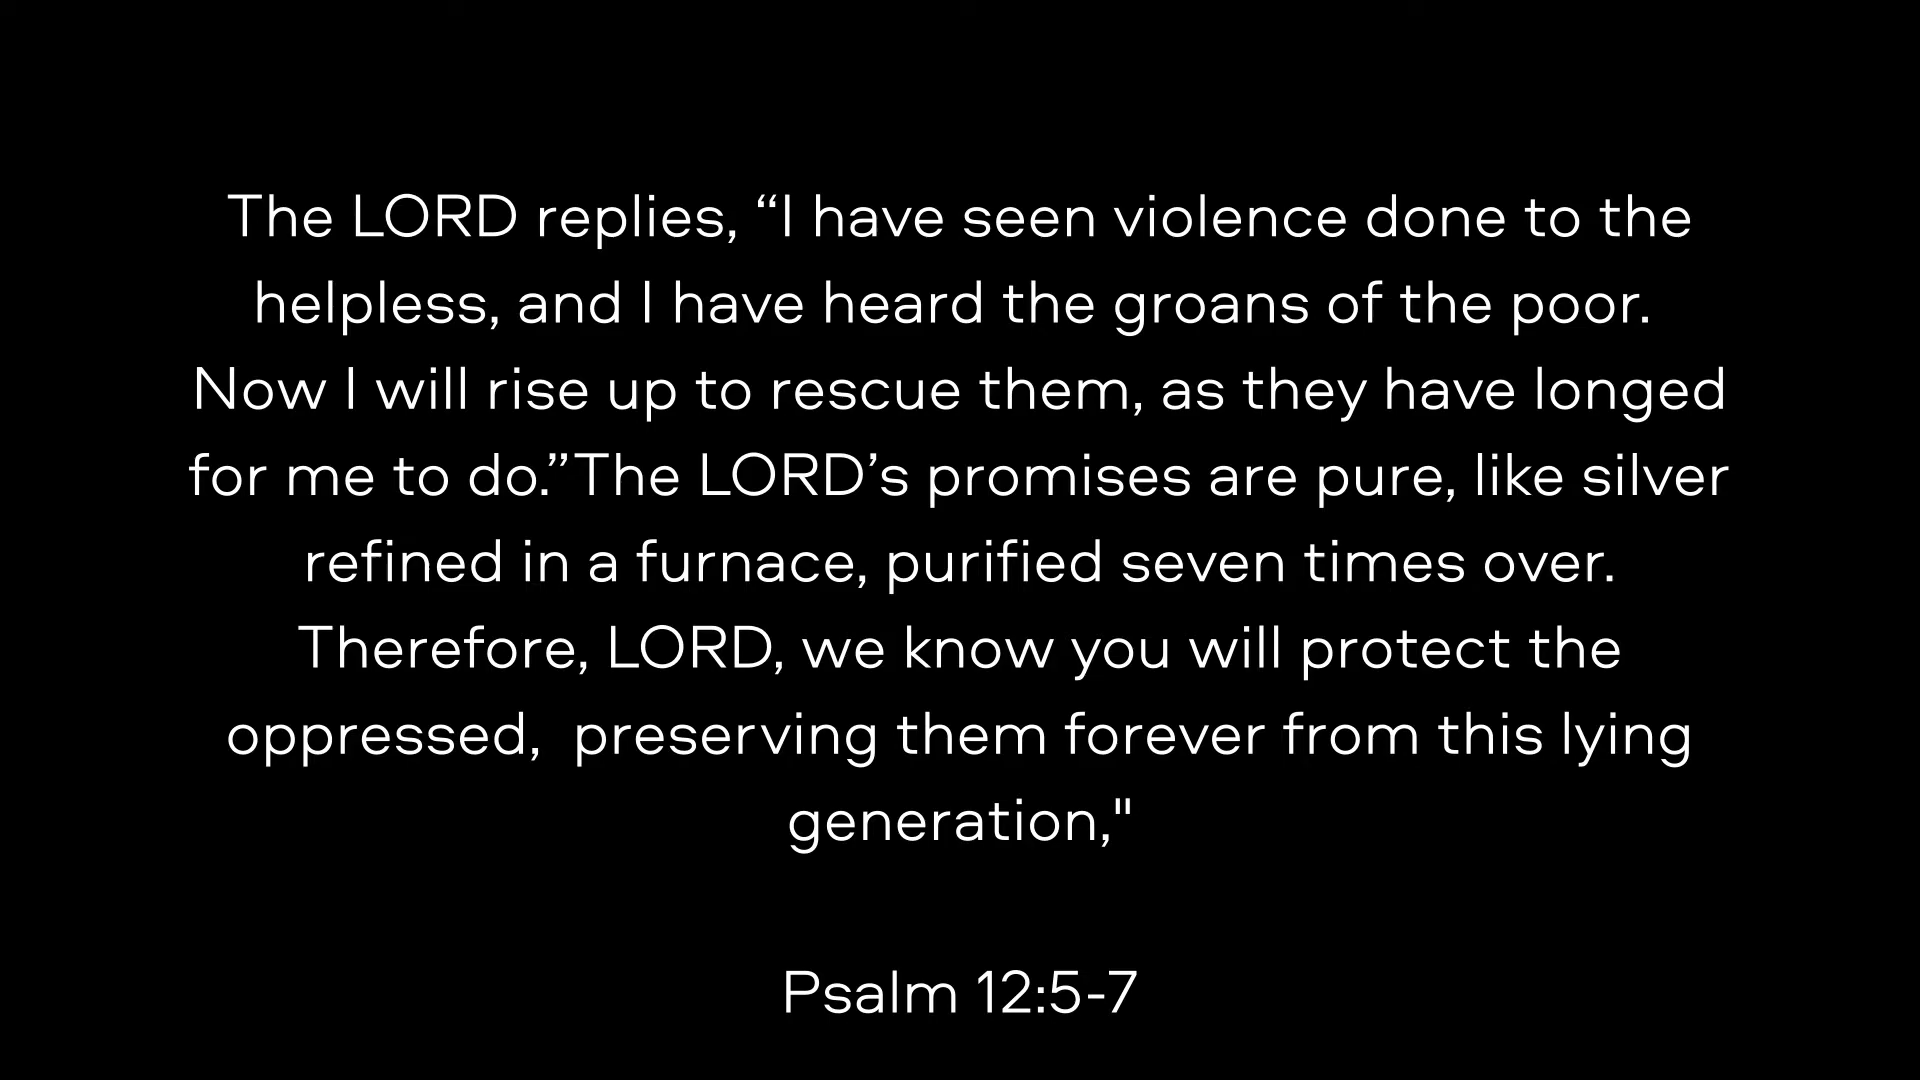 The LORD replies, “I have seen violence done to the
helpless, and I have heard the groans of the poor.
Now I will rise up to rescue them, as they have longed
for me to do.”The LORD’s promises are pure, like silver
refined in a furnace, purified seven times over.
Therefore, LORD, we know you will protect the
oppressed,  preserving them forever from this lying
generation,"
Psalm 12:5-7